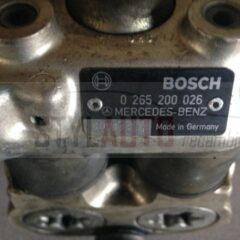 BOSCH
0 265 200 026
MERCEDES-BENZ
Made in Germany